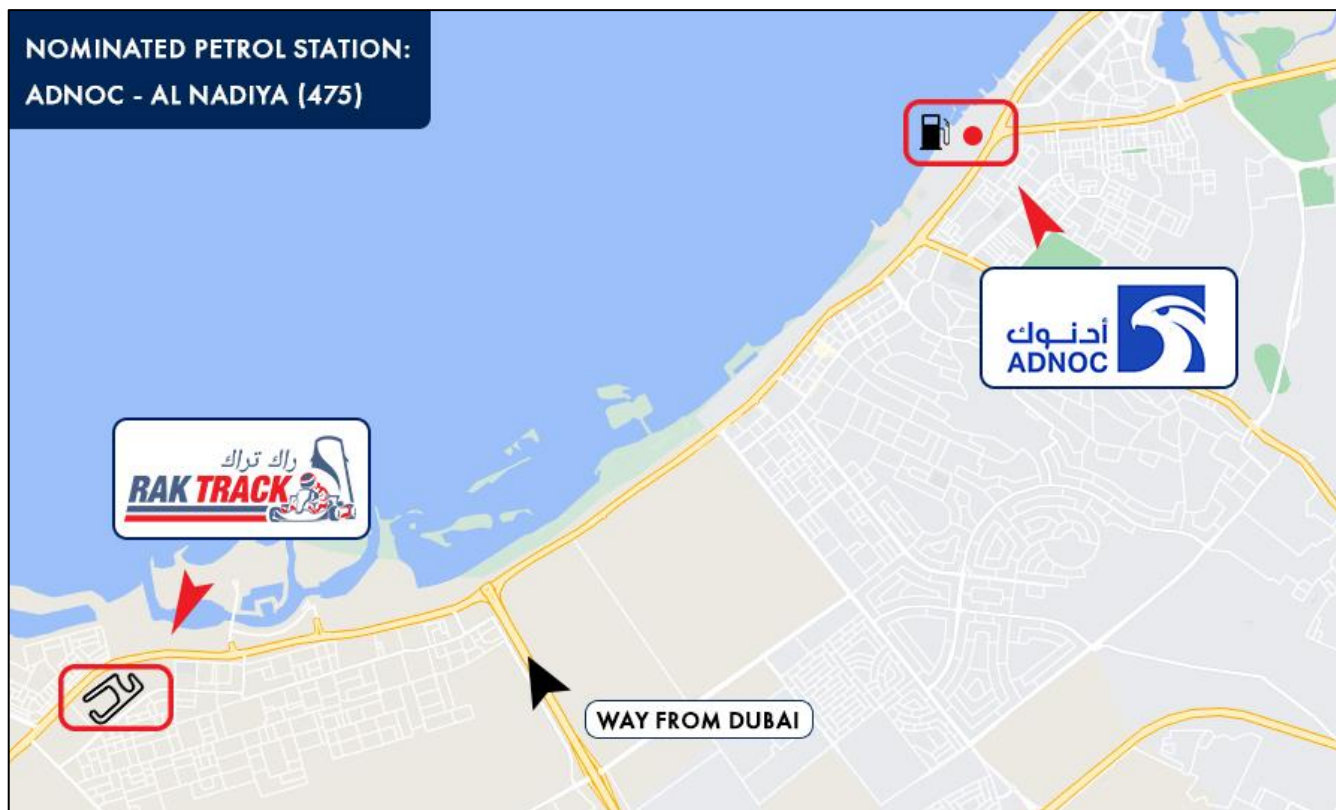 NOMINATED PETROL STATION:
ADNOC - AL NADIYA (475)
أدنـوك
ADNOC
راك تراك
RAK TRACK
WAY FROM DUBAI